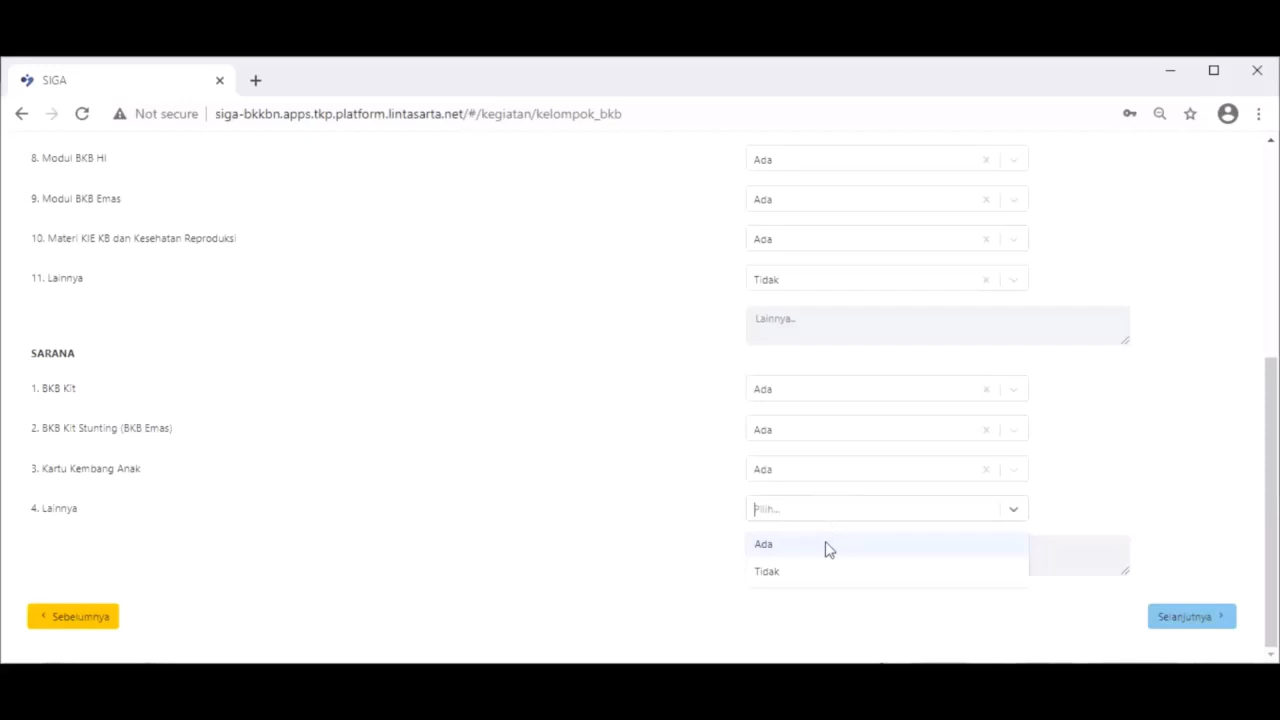 SIGA
Not secure
siga-bkkbn.apps.tkp.platform.lintasarta.net/#/kegiatan/kelompok_bkb
8. Modul BKB HI
Ada
9. Modul BKB Emas
Ada
10. Materi KIE KB dan Kesehatan Reproduksi
Ada
11. Lainnya
Tidak
Lainnya..
SARANA
1. BKB Kit
Ada
2. BKB Kit Stunting (BKB Emas)
Ada
3. Kartu Kembang Anak
Ada
4. Lainnya
Pilih...
Ada
Tidak
Sebelumnya
Selanjutnya